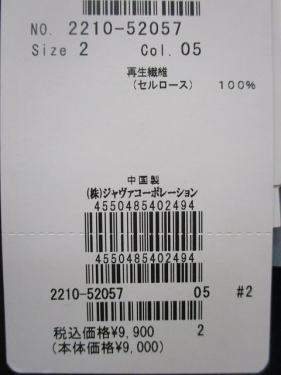 NO. 2210-52057
Size 2 Col. 05
再生繊維
(セルロース) 100%
中国製
(株)ジャヴァコーポレーション
4550485402494
4550485402494
2210-52057 05 #2
税込価格¥9,900 2
(本体価格¥9,000)